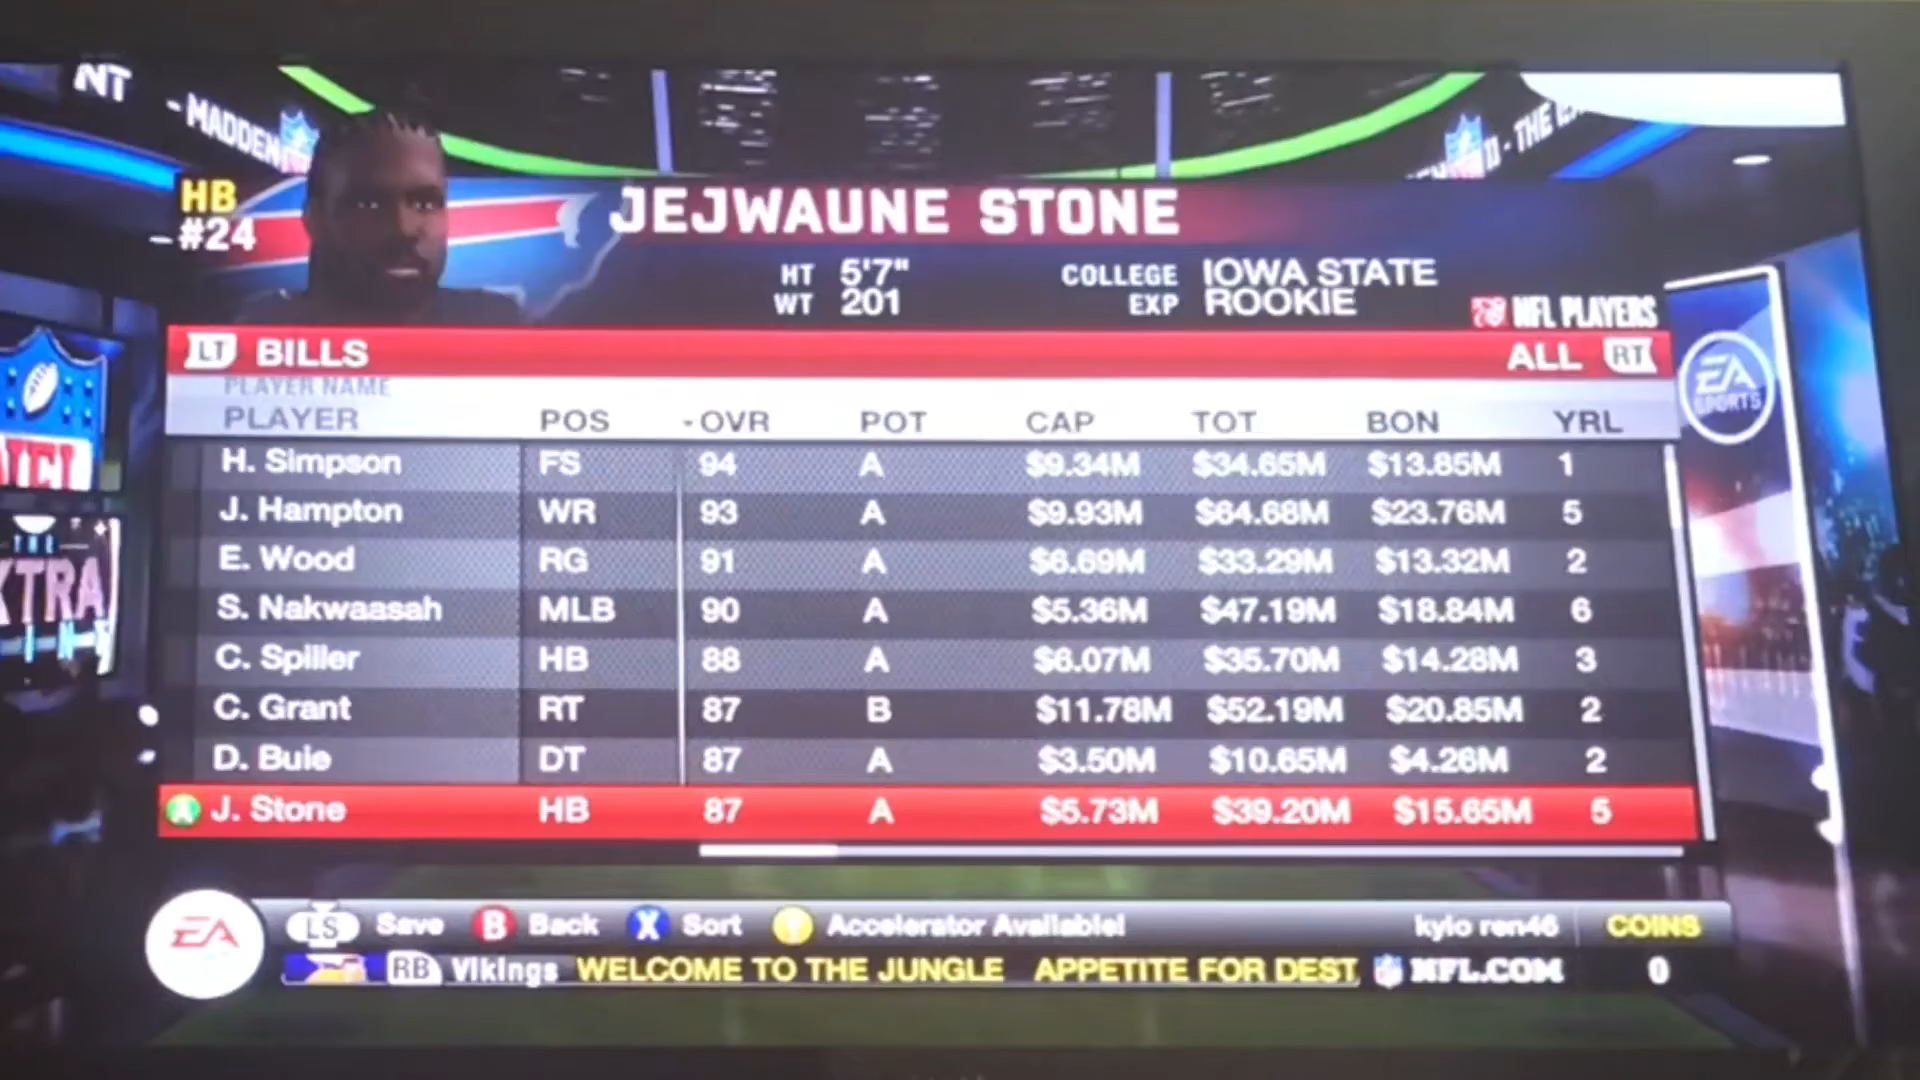 NT
- MADDEN
D - THE EX
HB
#24
JEJWAUNE STONE
HT 5'7" COLLEGE IOWA STATE
WT 201 EXP ROOKIE
NFL PLAYERS
LT BILLS ALL RT
PLAYER NAME
PLAYER POS OVR POT CAP TOT BON YRL
H. Simpson FS 94 A $9.34M $34.65M $13.85M 1
J. Hampton WR 93 A $9.93M $64.68M $23.76M 5
E. Wood RG 91 A $6.69M $33.29M $13.32M 2
S. Nakwaasah MLB 90 A $5.36M $47.19M $18.84M 6
C. Spiller HB 88 A $6.07M $35.70M $14.28M 3
C. Grant RT 87 B $11.78M $52.19M $20.85M 2
D. Buie DT 87 A $3.50M $10.65M $4.26M 2
A J. Stone HB 87 A $5.73M $39.20M $15.65M 5
EA SPORTS
NFL
THE
XTRA
EA
LS Save B Back X Sort Y Accelerator Available! kylo ren46 COINS
RB Vikings WELCOME TO THE JUNGLE APPETITE FOR DEST NFL.COM 0